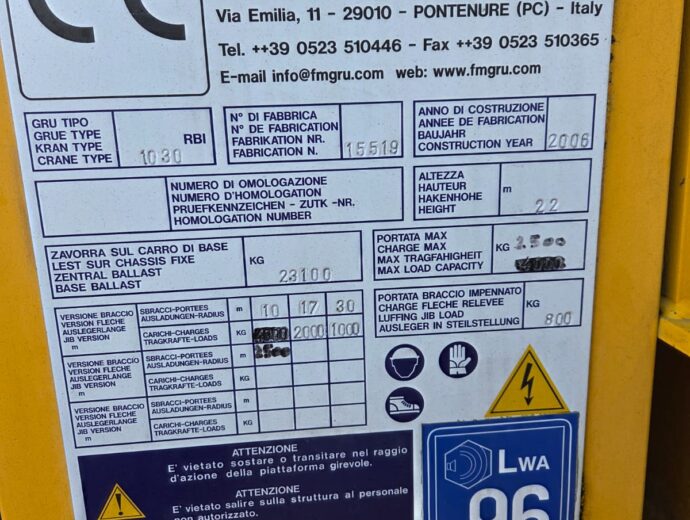 CE
Via Emilia, 11 - 29010 - PONTENURE (PC) - Italy
Tel. ++39 0523 510446 - Fax ++39 0523 510365
E-mail info@fmgru.com web: www.fmgru.com
GRU TIPO
GRUE TYPE
KRAN TYPE
CRANE TYPE
1030 RBI
N° DI FABBRICA
N° DE FABRICATION
FABRIKATION NR.
FABRICATION N.
15519
ANNO DI COSTRUZIONE
ANNEE DE FABRICATION
BAUJAHR
CONSTRUCTION YEAR
2006
NUMERO DI OMOLOGAZIONE
NUMERO D'HOMOLOGATION
PRUEFKENNZEICHEN - ZUTK -NR.
HOMOLOGATION NUMBER
ALTEZZA
HAUTEUR
HAKENHOHE
HEIGHT
m
22
ZAVORRA SUL CARRO DI BASE
LEST SUR CHASSIS FIXE
ZENTRAL BALLAST
BASE BALLAST
KG
23100
PORTATA MAX
CHARGE MAX
MAX TRAGFAHIGHEIT
MAX LOAD CAPACITY
KG 2500
VERSIONE BRACCIO
VERSION FLECHE
AUSLEGERLANGE
JIB VERSION
m
SBRACCI-PORTEES
AUSLADUNGEN-RADIUS
m 10 17 30
CARICHI-CHARGES
TRAGKRAFTE-LOADS
KG 2000 1000
2500
VERSIONE BRACCIO
VERSION FLECHE
AUSLEGERLANGE
JIB VERSION
m
SBRACCI-PORTEES
AUSLADUNGEN-RADIUS
m
CARICHI-CHARGES
TRAGKRAFTE-LOADS
KG
VERSIONE BRACCIO
VERSION FLECHE
AUSLEGERLANGE
JIB VERSION
m
SBRACCI-PORTEES
AUSLADUNGEN-RADIUS
m
CARICHI-CHARGES
TRAGKRAFTE-LOADS
KG
PORTATA BRACCIO IMPENNATO
CHARGE FLECHE RELEVEE
LUFFING JIB LOAD
AUSLEGER IN STEILSTELLUNG
KG
800
ATTENZIONE
E' vietato sostare o transitare nel raggio
d'azione della piattaforma girevole.
ATTENZIONE
E' vietato salire sulla struttura al personale
non autorizzato.
LWA
96